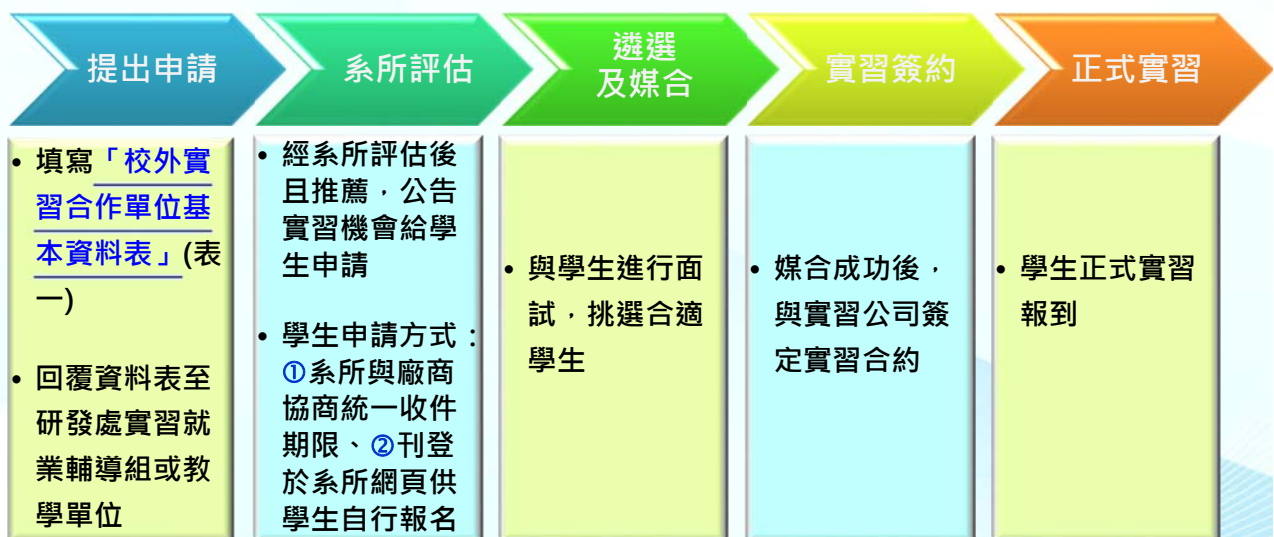 提出申請
系所評估
遴選
及媒合
實習簽約
正式實習
• 填寫「校外實
習合作單位基
本資料表」(表
一)
• 回覆資料表至
研發處實習就
業輔導組或教
學單位
• 經系所評估後
且推薦，公告
實習機會給學
生申請
• 學生申請方式：
①系所與廠商
協商統一收件
期限、②刊登
於系所網頁供
學生自行報名
• 與學生進行面
試，挑選合適
學生
• 媒合成功後，
與實習公司簽
定實習合約
• 學生正式實習
報到